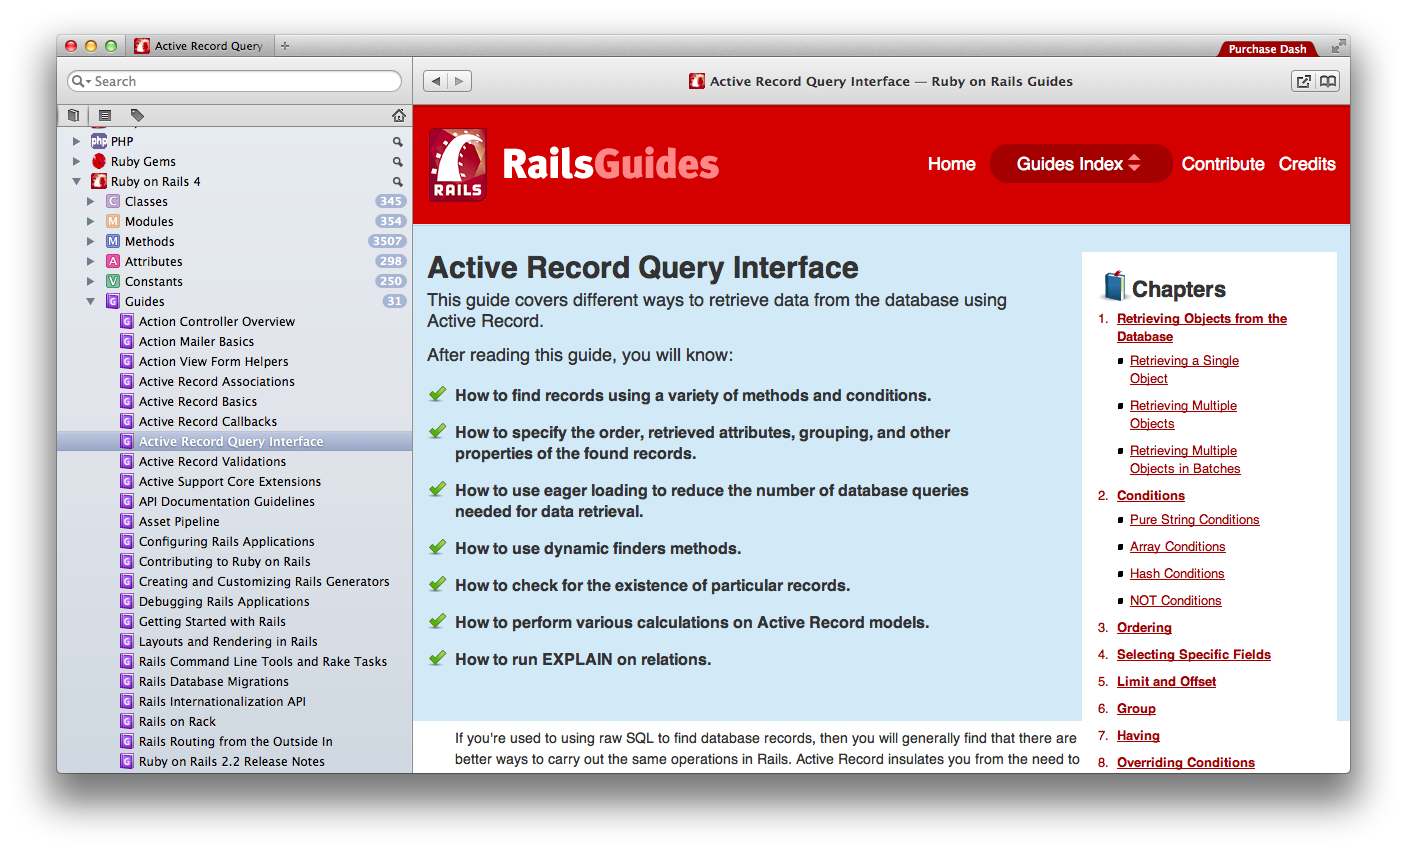 Active Record Query
Purchase Dash
Search
Active Record Query Interface — Ruby on Rails Guides
php PHP
Ruby Gems
Ruby on Rails 4
C Classes 345
M Modules 354
M Methods 3507
A Attributes 298
V Constants 250
G Guides 31
G Action Controller Overview
G Action Mailer Basics
G Action View Form Helpers
G Active Record Associations
G Active Record Basics
G Active Record Callbacks
G Active Record Query Interface
G Active Record Validations
G Active Support Core Extensions
G API Documentation Guidelines
G Asset Pipeline
G Configuring Rails Applications
G Contributing to Ruby on Rails
G Creating and Customizing Rails Generators
G Debugging Rails Applications
G Getting Started with Rails
G Layouts and Rendering in Rails
G Rails Command Line Tools and Rake Tasks
G Rails Database Migrations
G Rails Internationalization API
G Rails on Rack
G Rails Routing from the Outside In
G Ruby on Rails 2.2 Release Notes
RAILS
RailsGuides
Home Guides Index Contribute Credits
Active Record Query Interface
This guide covers different ways to retrieve data from the database using
Active Record.
After reading this guide, you will know:
How to find records using a variety of methods and conditions.
How to specify the order, retrieved attributes, grouping, and other
properties of the found records.
How to use eager loading to reduce the number of database queries
needed for data retrieval.
How to use dynamic finders methods.
How to check for the existence of particular records.
How to perform various calculations on Active Record models.
How to run EXPLAIN on relations.
If you're used to using raw SQL to find database records, then you will generally find that there are
better ways to carry out the same operations in Rails. Active Record insulates you from the need to
Chapters
1. Retrieving Objects from the
Database
Retrieving a Single
Object
Retrieving Multiple
Objects
Retrieving Multiple
Objects in Batches
2. Conditions
Pure String Conditions
Array Conditions
Hash Conditions
NOT Conditions
3. Ordering
4. Selecting Specific Fields
5. Limit and Offset
6. Group
7. Having
8. Overriding Conditions